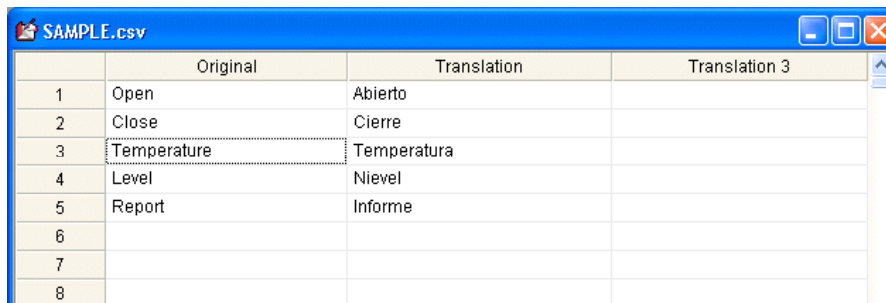 SAMPLE.csv
Original Translation Translation 3
1 Open Abierto
2 Close Cierre
3 Temperature Temperatura
4 Level Nievel
5 Report Informe
6
7
8